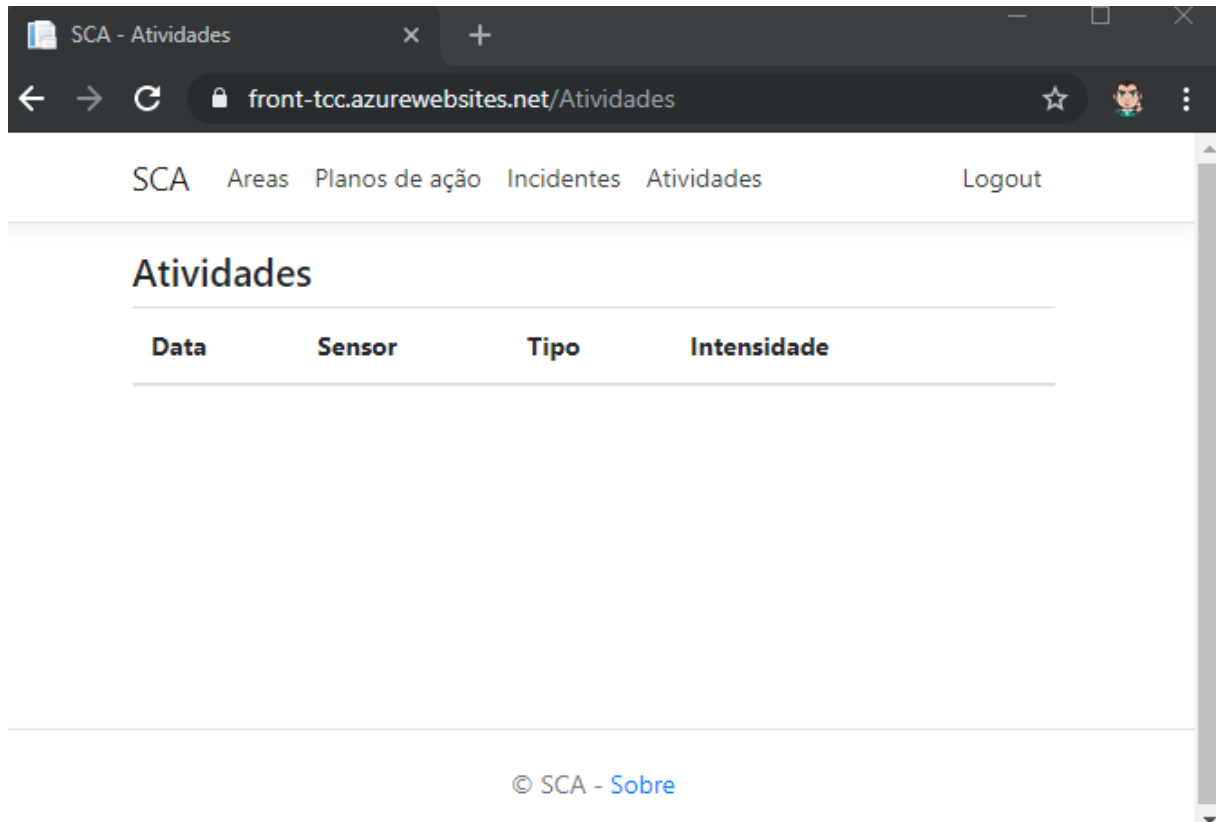 SCA - Atividades
front-tcc.azurewebsites.net/Atividades
SCA Areas Planos de ação Incidentes Atividades Logout
Atividades
Data Sensor Tipo Intensidade
© SCA - Sobre